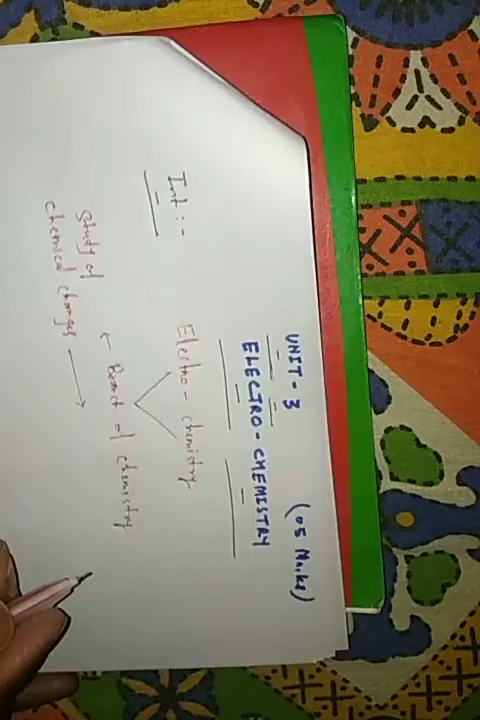 UNIT - 3 (05 Marks)
ELECTRO - CHEMISTRY
Int :-
Electro - chemistry
← Branch of chemistry
study of
chemical changes →